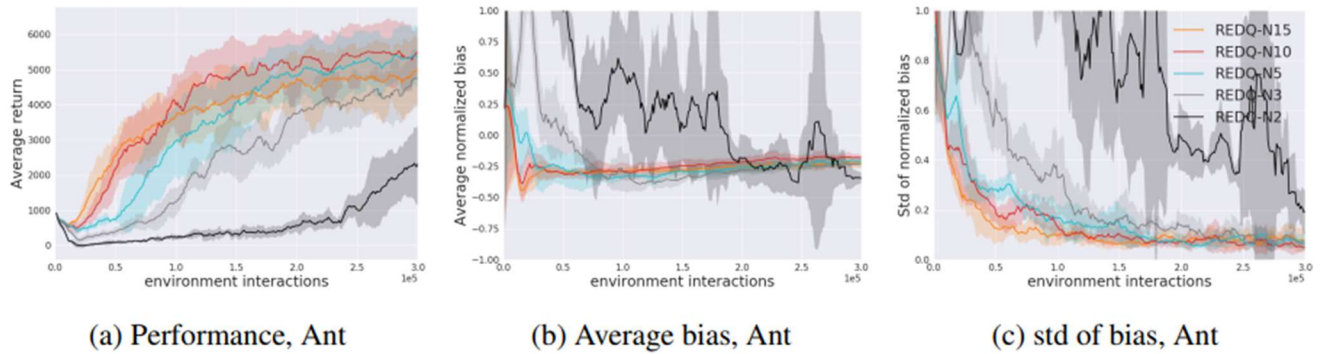 6000
5000
4000
3000
2000
1000
0
Average return
0.0 0.5 1.0 1.5 2.0 2.5 3.0
1e5
environment interactions
1.00
0.75
0.50
0.25
0.00
−0.25
−0.50
−0.75
−1.00
Average normalized bias
0.0 0.5 1.0 1.5 2.0 2.5 3.0
1e5
environment interactions
1.0
0.8
0.6
0.4
0.2
0.0
Std of normalized bias
REDQ-N15
REDQ-N10
REDQ-N5
REDQ-N3
REDQ-N2
0.0 0.5 1.0 1.5 2.0 2.5 3.0
1e5
environment interactions
(a) Performance, Ant
(b) Average bias, Ant
(c) std of bias, Ant